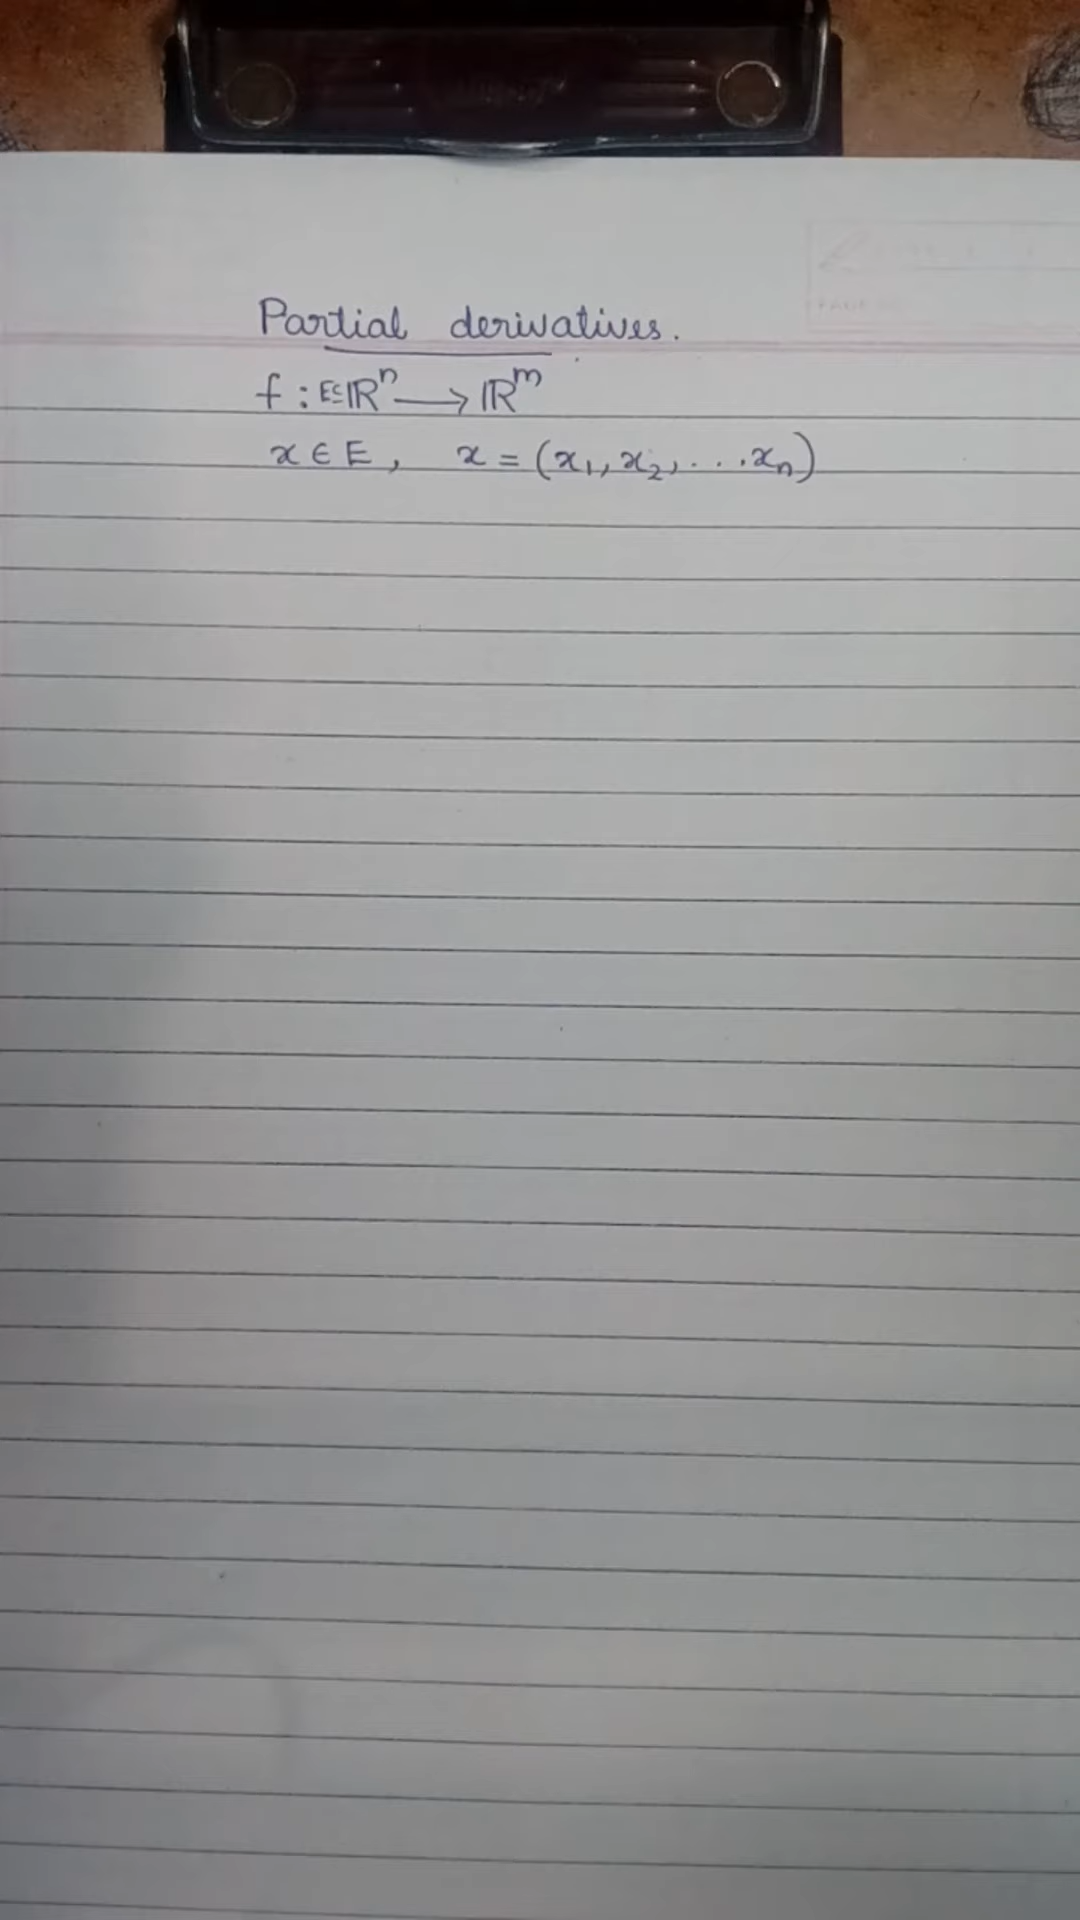 Partial derivatives.
f : E⊆ℝⁿ ⟶ ℝᵐ
x ∈ E , x = (x₁, x₂, . . . xₙ)